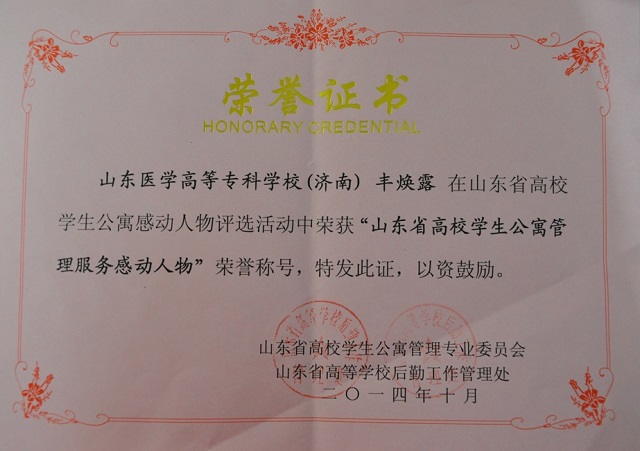 荣誉证书
HONORARY CREDENTIAL
山东医学高等专科学校(济南) 丰焕露 在山东省高校
学生公寓感动人物评选活动中荣获“山东省高校学生公寓管
理服务感动人物”荣誉称号，特发此证，以资鼓励。
山东省高校学生公寓管理专业委员会
山东省高等学校后勤工作管理处
二〇一四年十月